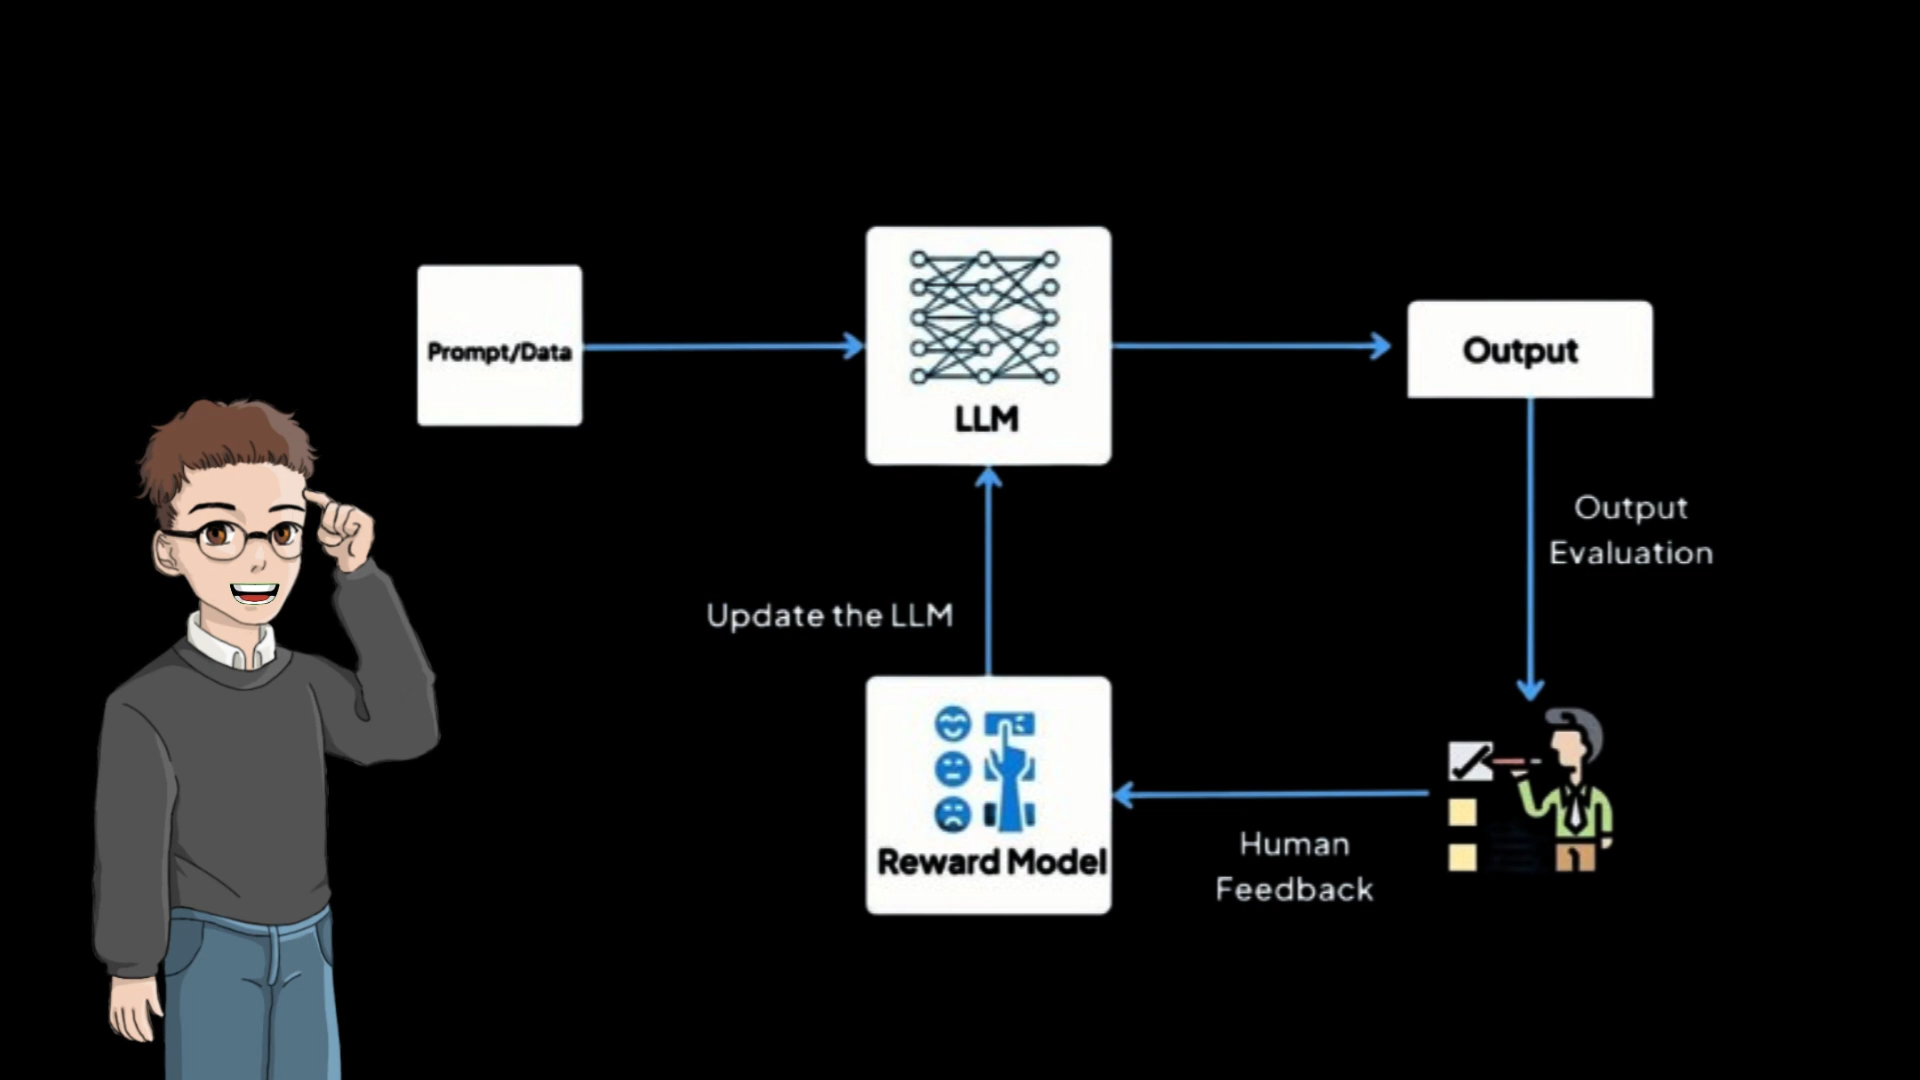 Prompt/Data
LLM
Output
Output
Evaluation
Update the LLM
Human
Feedback
Reward Model